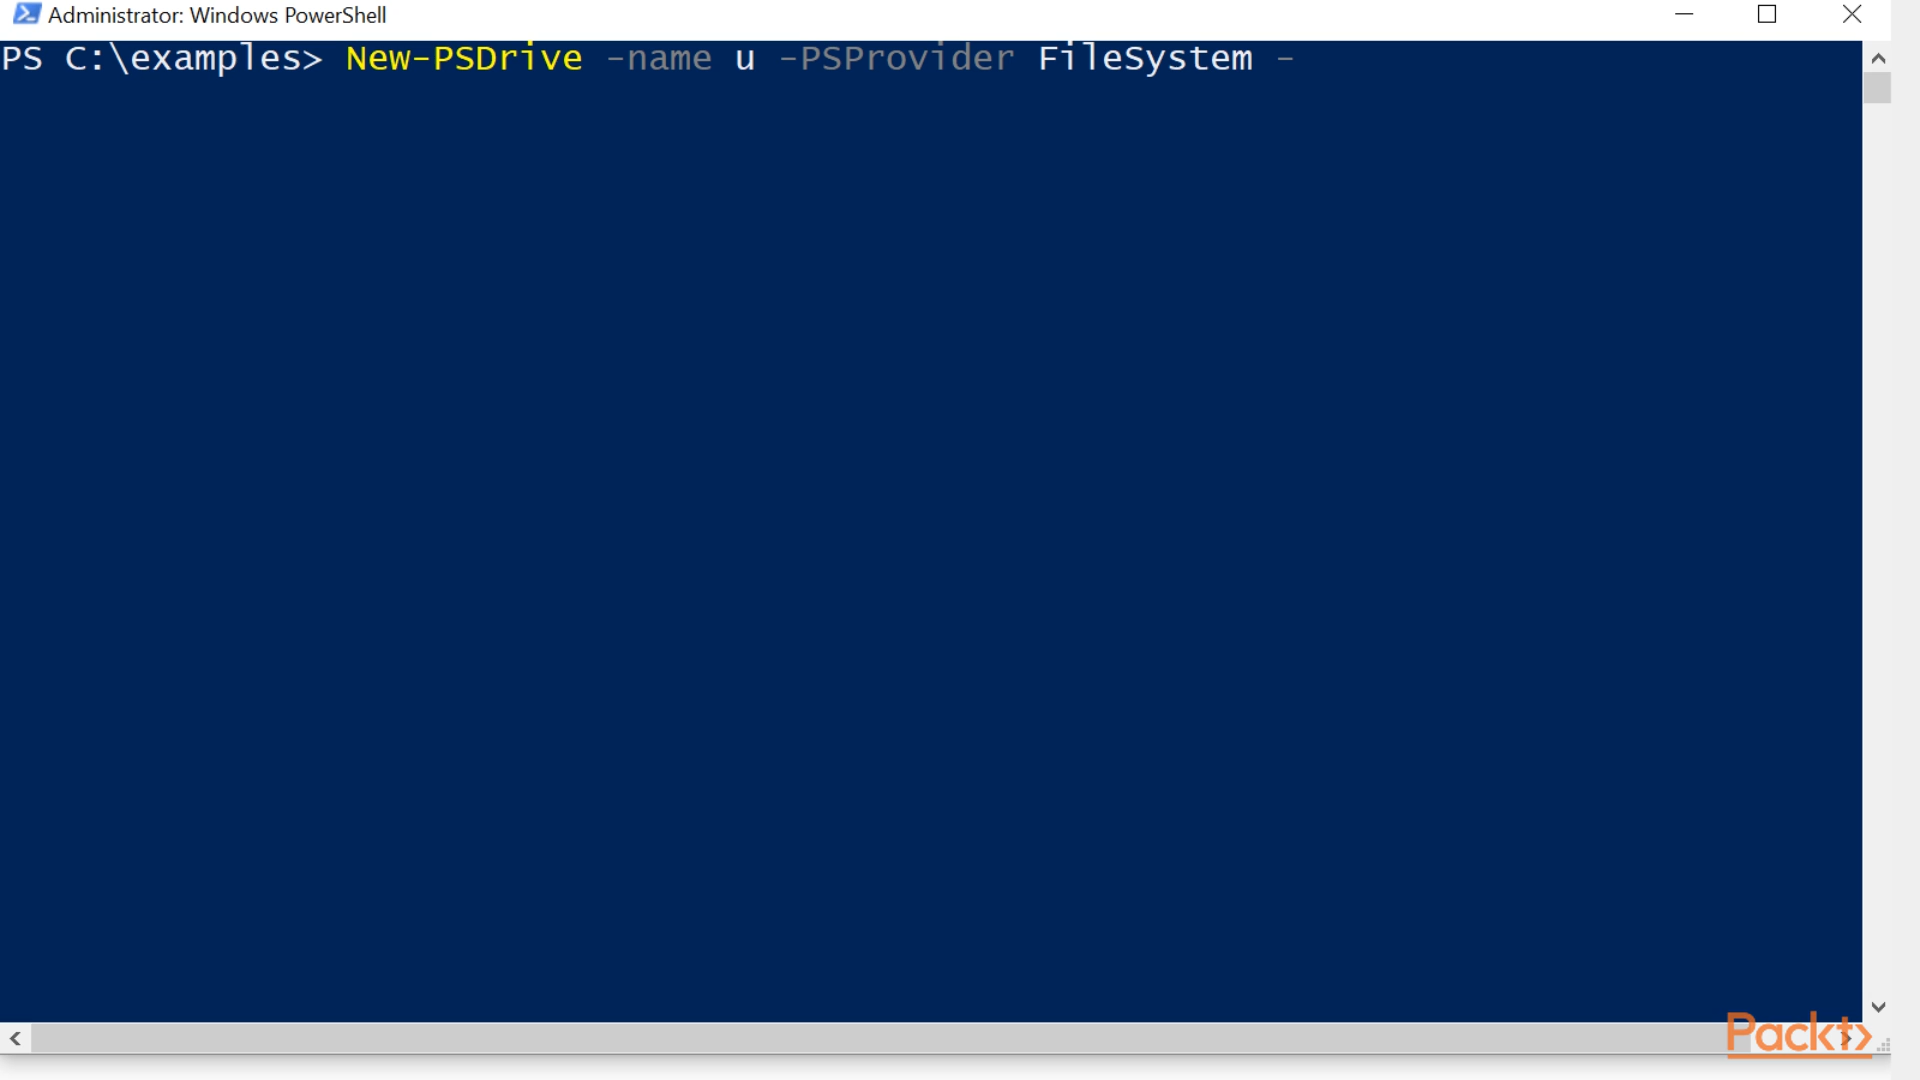 Administrator: Windows PowerShell
PS C:\examples> New-PSDrive -name u -PSProvider FileSystem -
Packt>